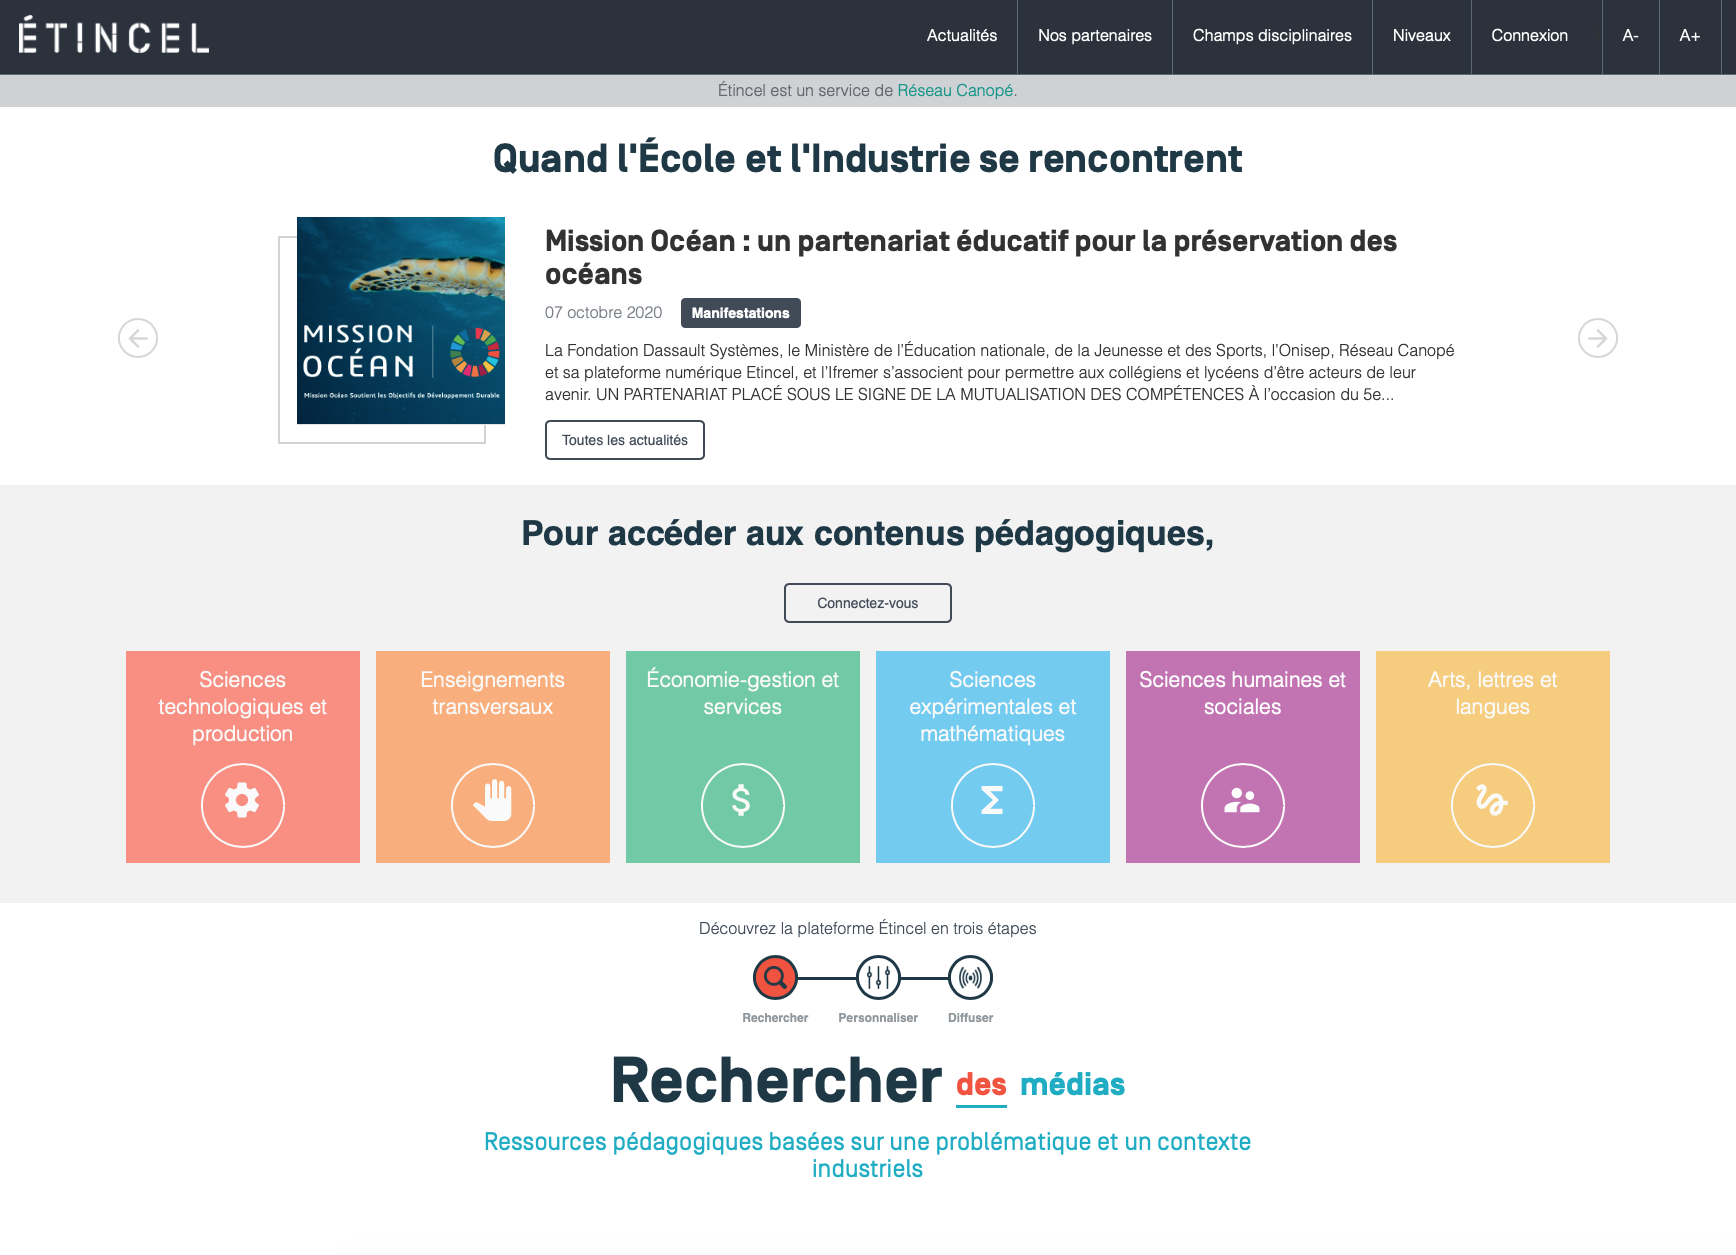 ÉTINCEL
Actualités
Nos partenaires
Champs disciplinaires
Niveaux
Connexion
A-
A+
Étincel est un service de Réseau Canopé.
Quand l'École et l'Industrie se rencontrent
MISSION
OCÉAN
Mission Océan Soutient les Objectifs de Développement Durable
Mission Océan : un partenariat éducatif pour la préservation des
océans
07 octobre 2020 Manifestations
La Fondation Dassault Systèmes, le Ministère de l’Éducation nationale, de la Jeunesse et des Sports, l’Onisep, Réseau Canopé
et sa plateforme numérique Etincel, et l’Ifremer s’associent pour permettre aux collégiens et lycéens d’être acteurs de leur
avenir. UN PARTENARIAT PLACÉ SOUS LE SIGNE DE LA MUTUALISATION DES COMPÉTENCES À l’occasion du 5e...
Toutes les actualités
Pour accéder aux contenus pédagogiques,
Connectez-vous
Sciences
technologiques et
production
Enseignements
transversaux
Économie-gestion et
services
Sciences
expérimentales et
mathématiques
Sciences humaines et
sociales
Arts, lettres et
langues
Découvrez la plateforme Étincel en trois étapes
Rechercher
Personnaliser
Diffuser
Rechercher des médias
Ressources pédagogiques basées sur une problématique et un contexte
industriels